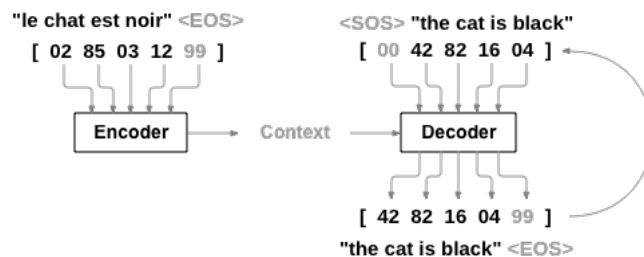 "le chat est noir" <EOS>
[ 02 85 03 12 99 ]
Encoder
Context
<SOS> "the cat is black"
[ 00 42 82 16 04 ]
Decoder
[ 42 82 16 04 99 ]
"the cat is black" <EOS>